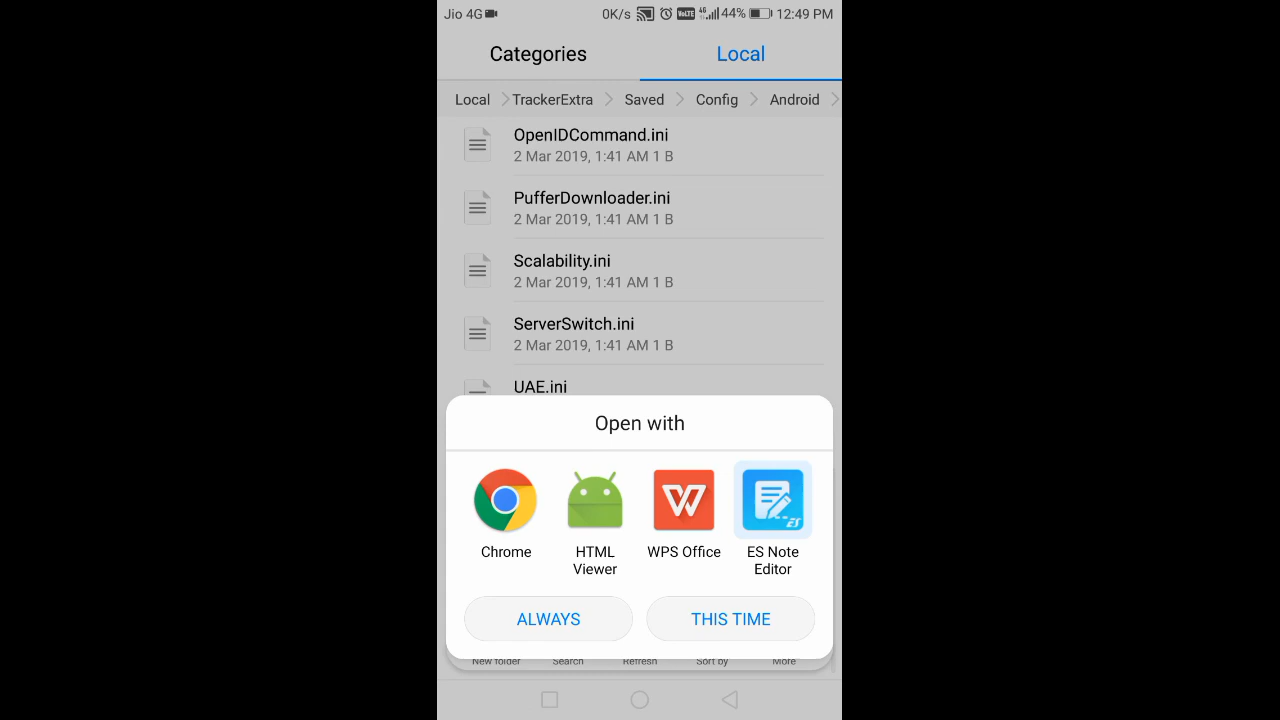 Jio 4G 0K/s VoLTE 4G 44% 12:49 PM
Categories Local
Local TrackerExtra Saved Config Android
OpenIDCommand.ini
2 Mar 2019, 1:41 AM 1 B
PufferDownloader.ini
2 Mar 2019, 1:41 AM 1 B
Scalability.ini
2 Mar 2019, 1:41 AM 1 B
ServerSwitch.ini
2 Mar 2019, 1:41 AM 1 B
UAE.ini
Open with
Chrome HTML Viewer WPS Office ES Note Editor
ALWAYS THIS TIME
New folder Search Refresh Sort by More